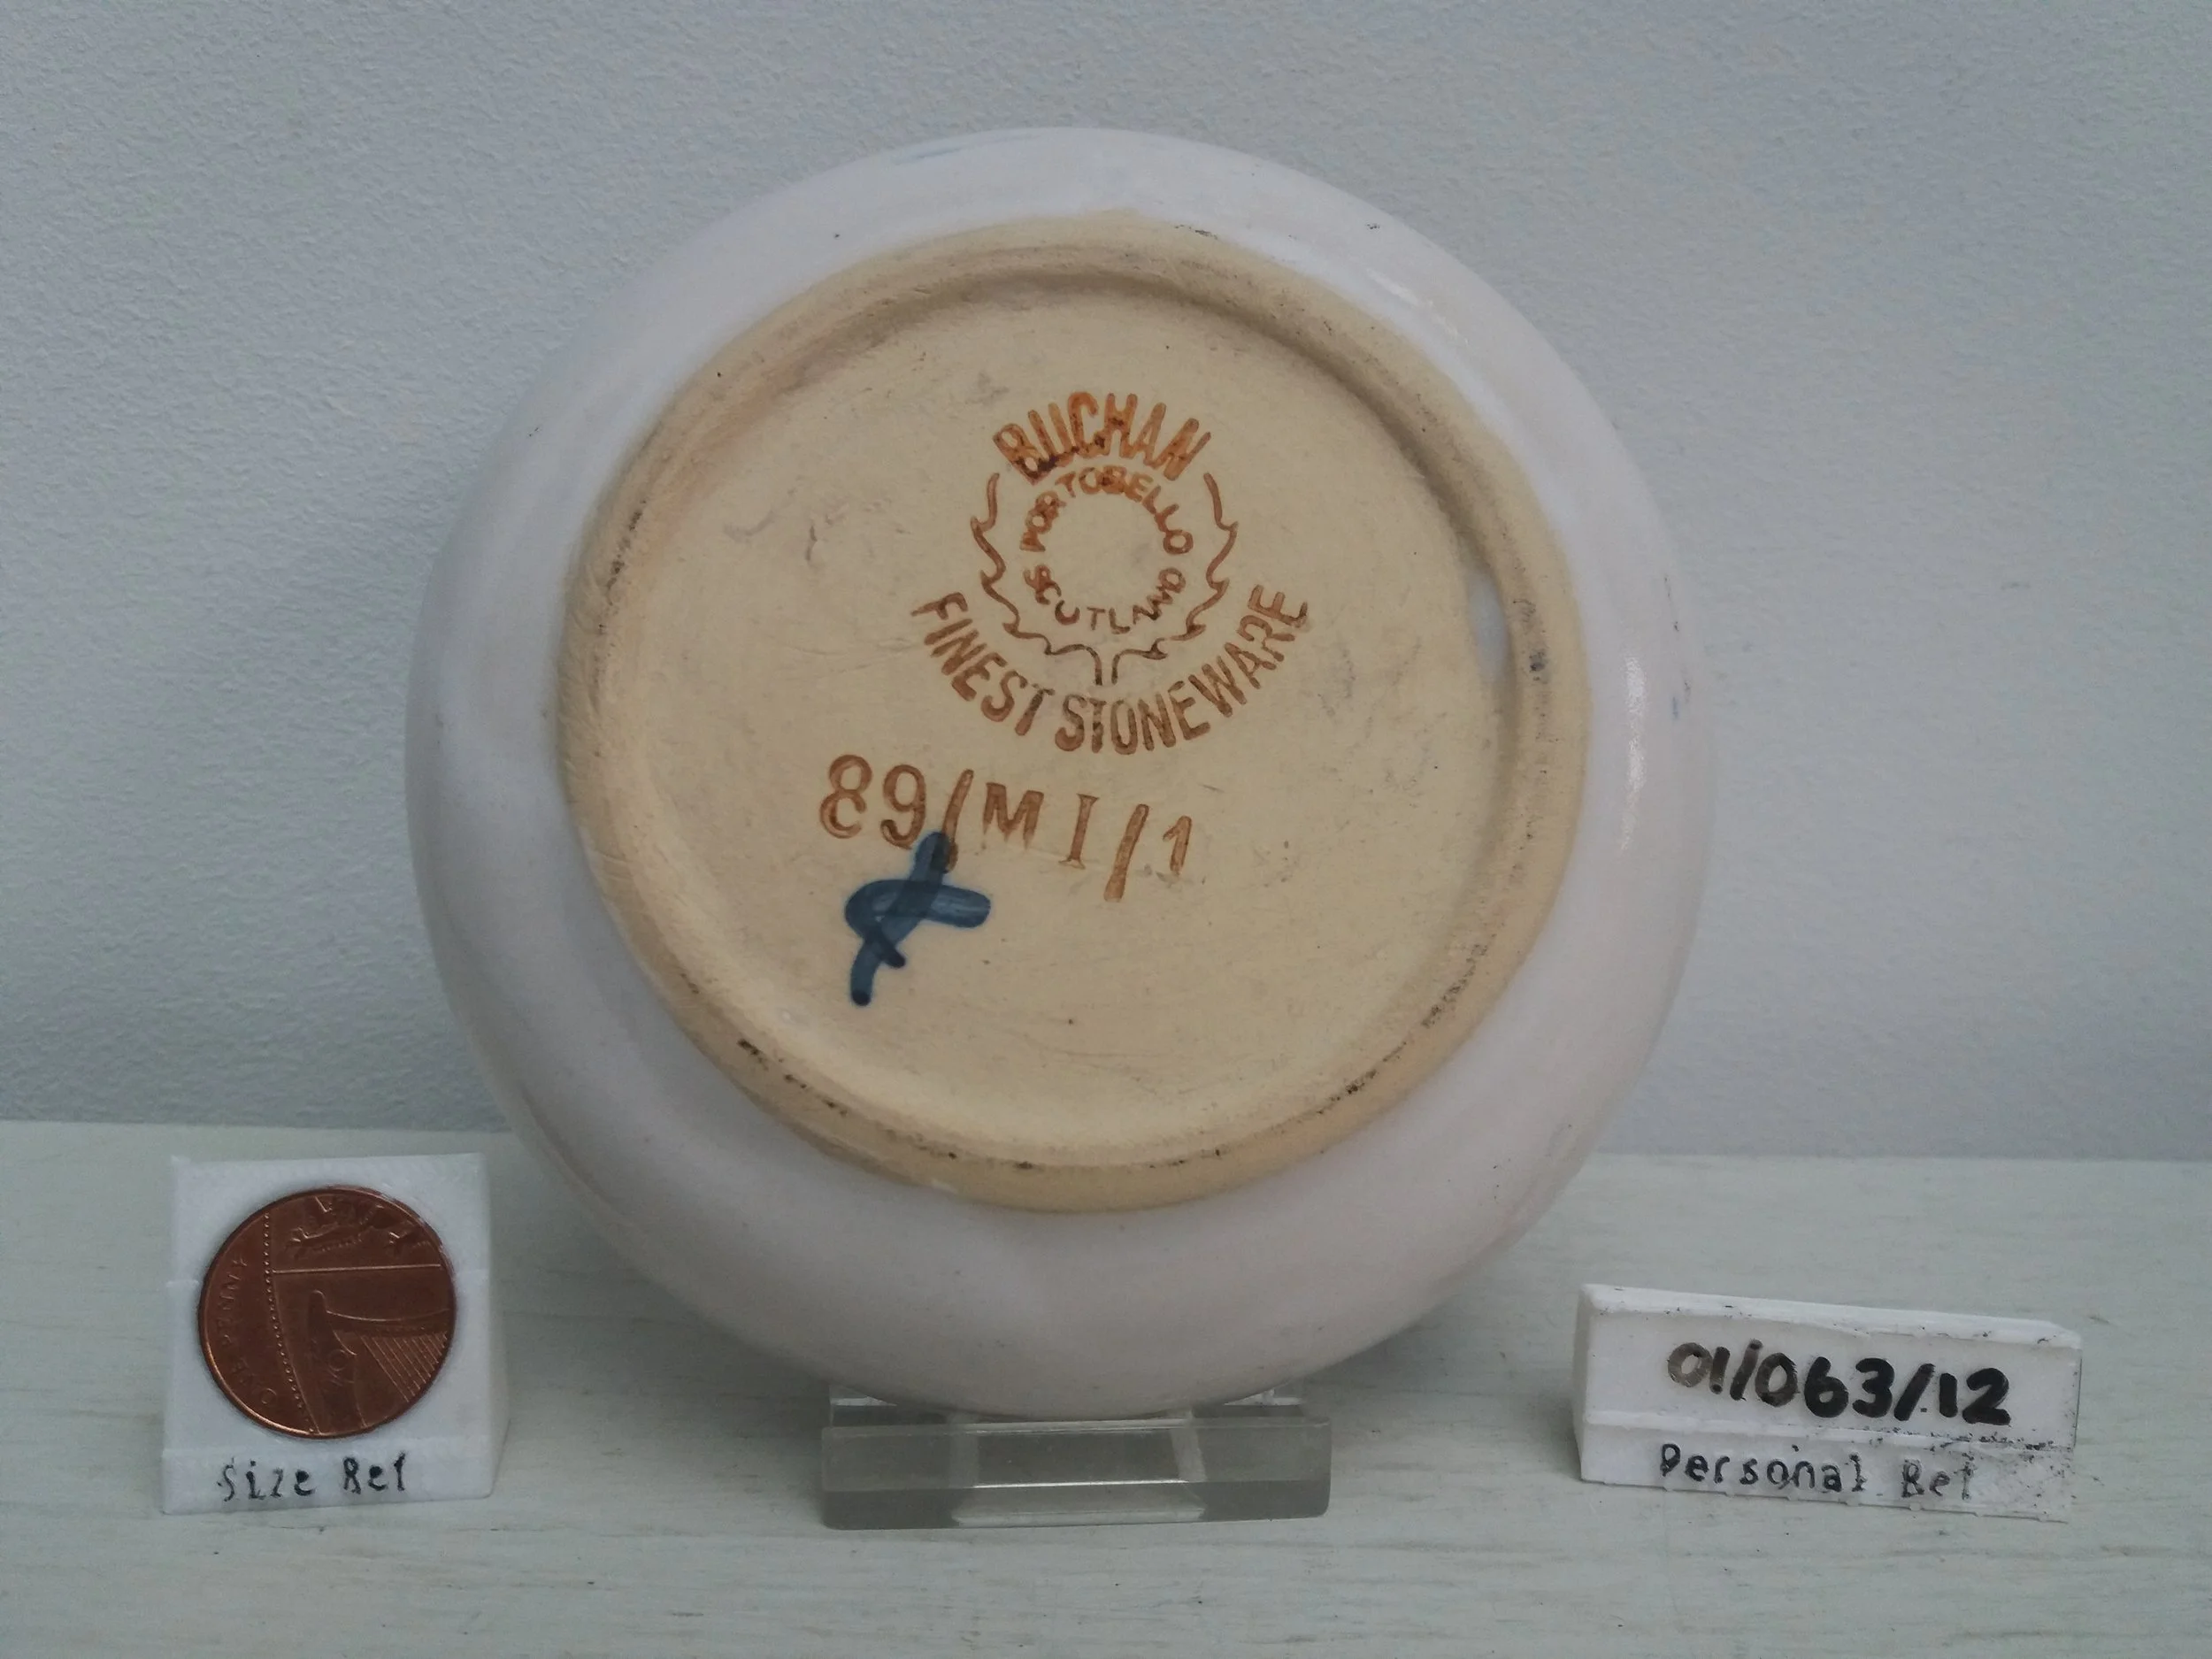 BUCHAN
PORTOBELLO
SCOTLAND
FINEST STONEWARE
89/MI/1
ONE PENNY
Size Ref
01/063/12
Personal Ref